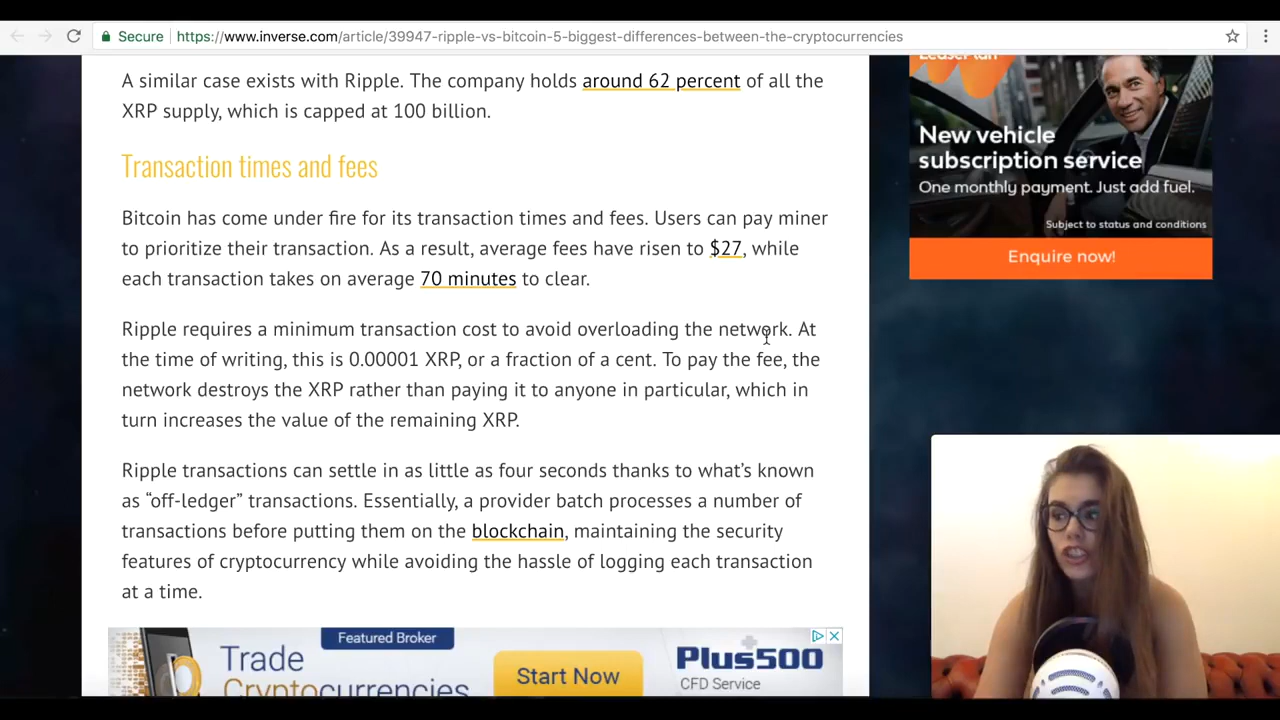 Secure
https://www.inverse.com/article/39947-ripple-vs-bitcoin-5-biggest-differences-between-the-cryptocurrencies
A similar case exists with Ripple. The company holds around 62 percent of all the
XRP supply, which is capped at 100 billion.
Transaction times and fees
Bitcoin has come under fire for its transaction times and fees. Users can pay miner
to prioritize their transaction. As a result, average fees have risen to $27, while
each transaction takes on average 70 minutes to clear.
Ripple requires a minimum transaction cost to avoid overloading the network. At
the time of writing, this is 0.00001 XRP, or a fraction of a cent. To pay the fee, the
network destroys the XRP rather than paying it to anyone in particular, which in
turn increases the value of the remaining XRP.
Ripple transactions can settle in as little as four seconds thanks to what’s known
as “off-ledger” transactions. Essentially, a provider batch processes a number of
transactions before putting them on the blockchain, maintaining the security
features of cryptocurrency while avoiding the hassle of logging each transaction
at a time.
Featured Broker
Trade
Cryptocurrencies
Start Now
Plus500
CFD Service
LeasePlan
New vehicle
subscription service
One monthly payment. Just add fuel.
Subject to status and conditions
Enquire now!